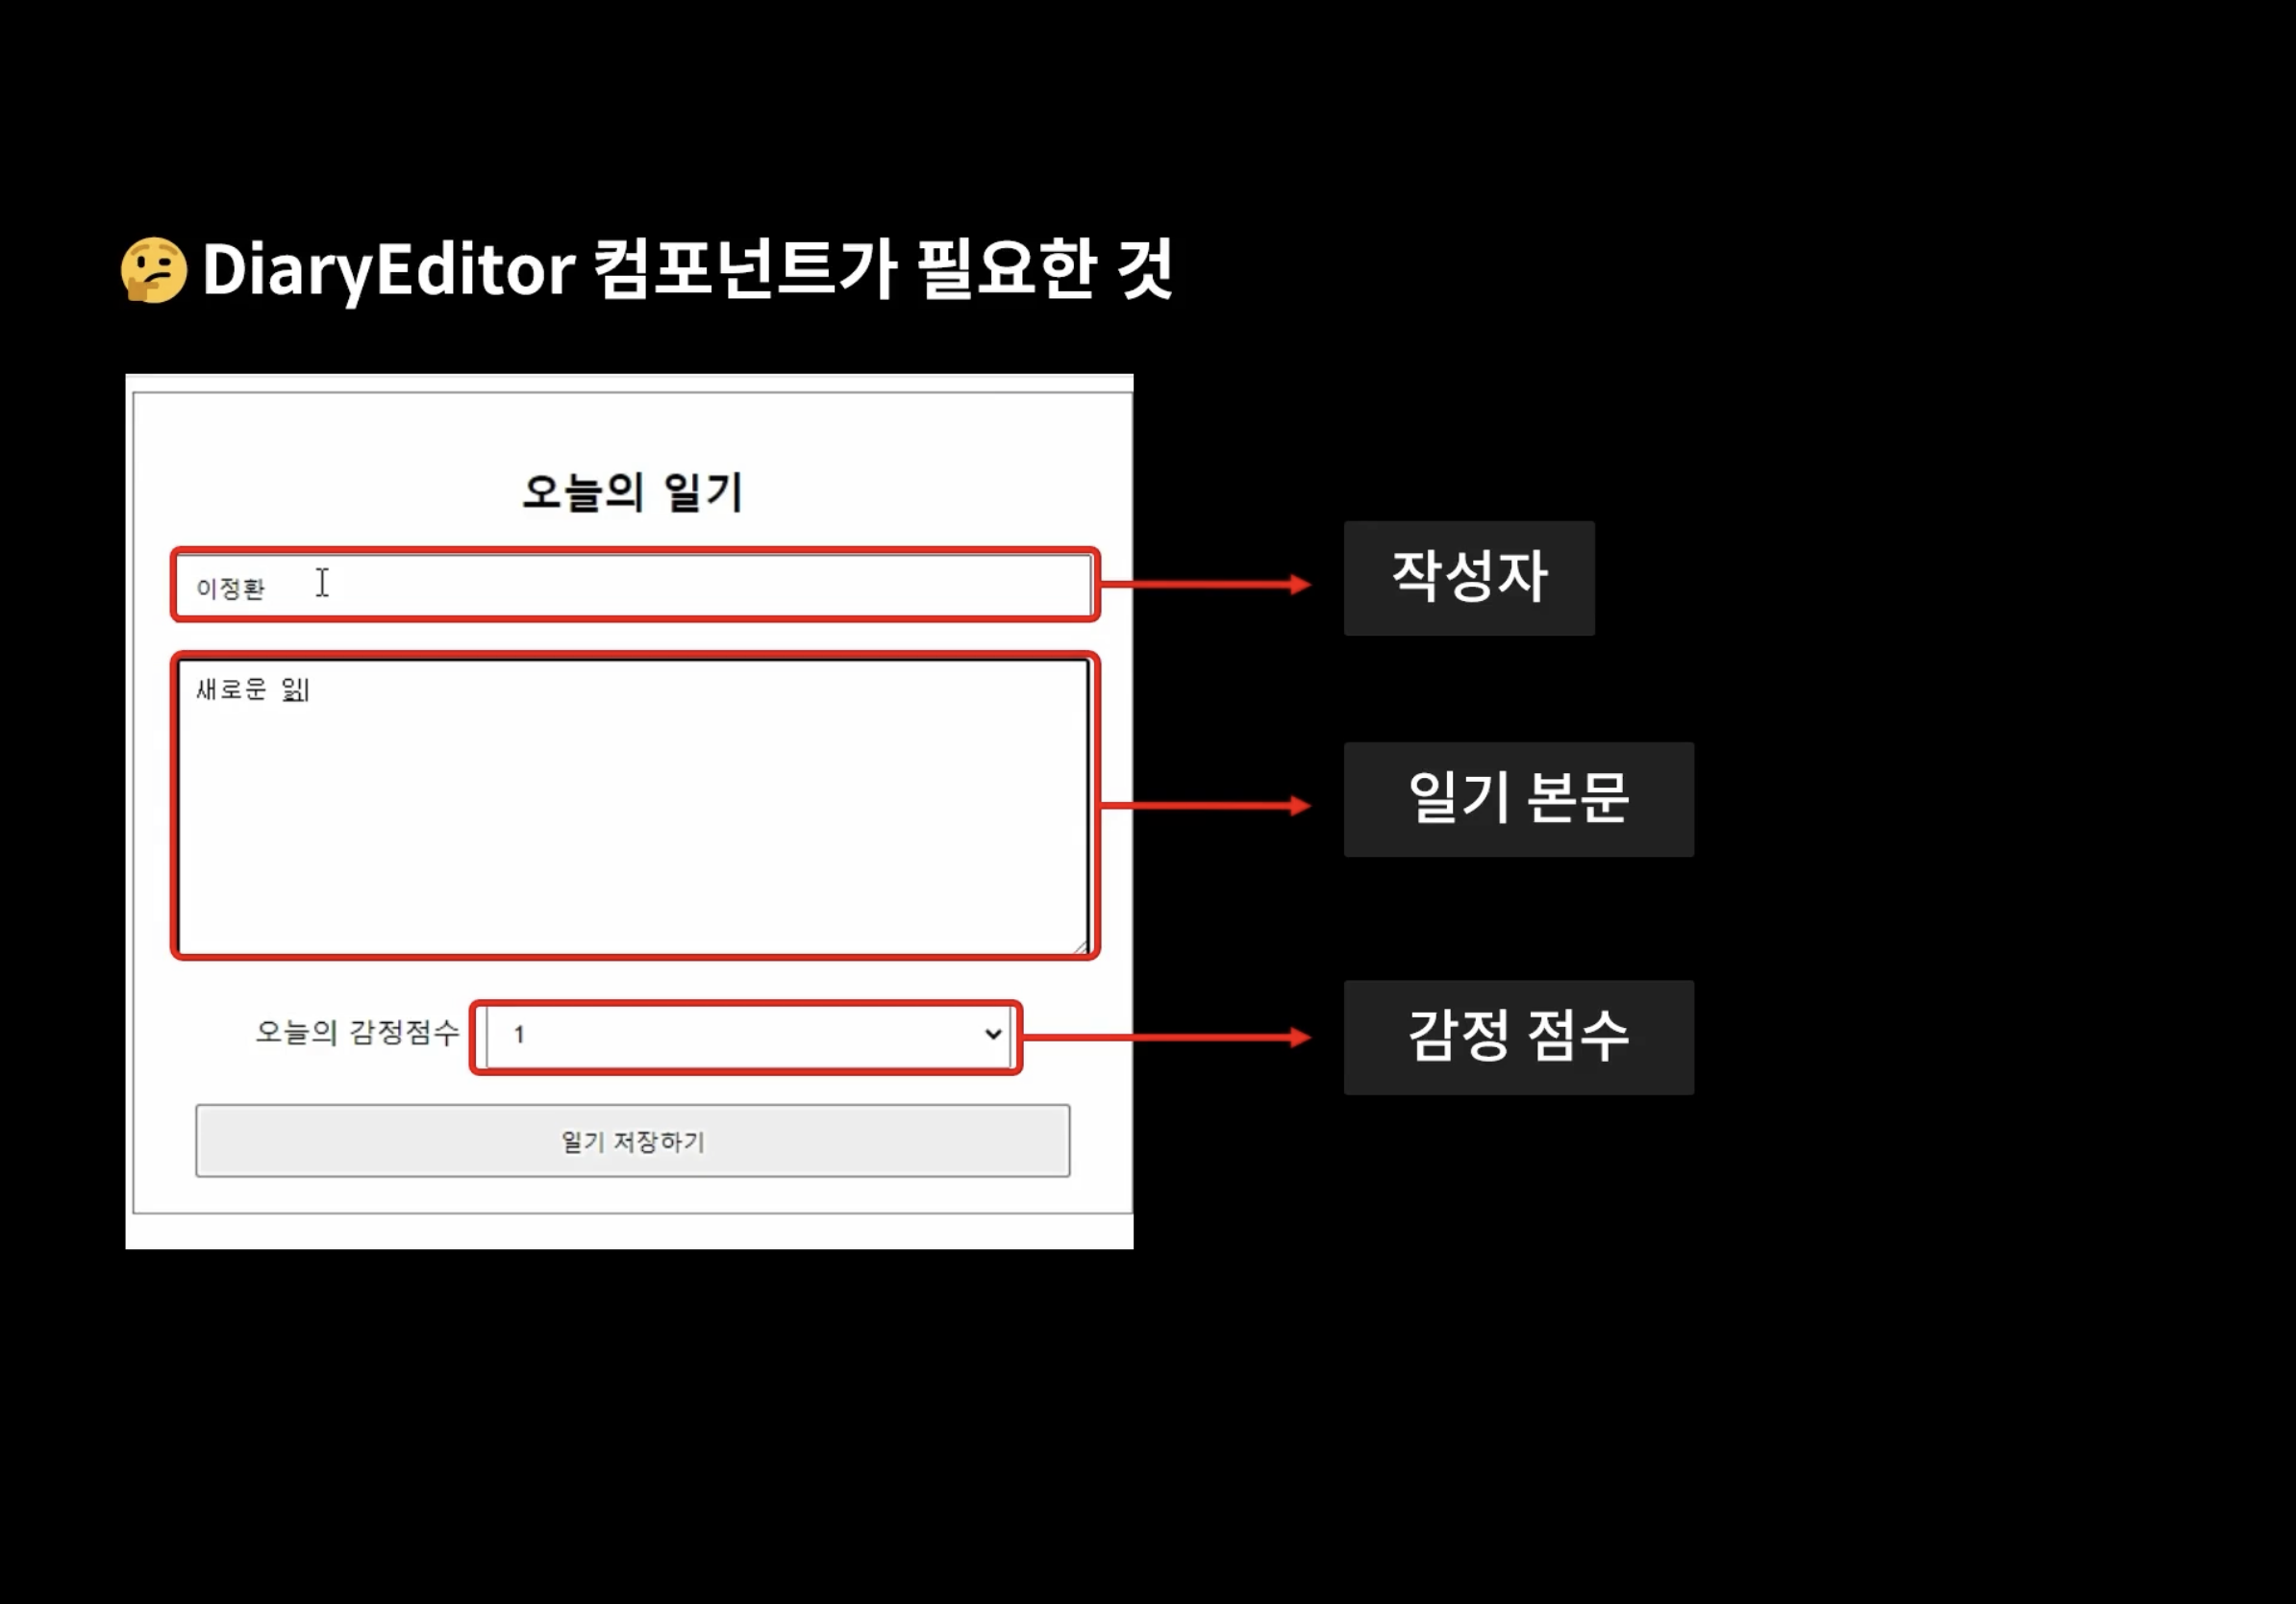 🤔 DiaryEditor 컴포넌트가 필요한 것
오늘의 일기
이정환
작성자
새로운 잀
일기 본문
오늘의 감정점수 1
감정 점수
일기 저장하기